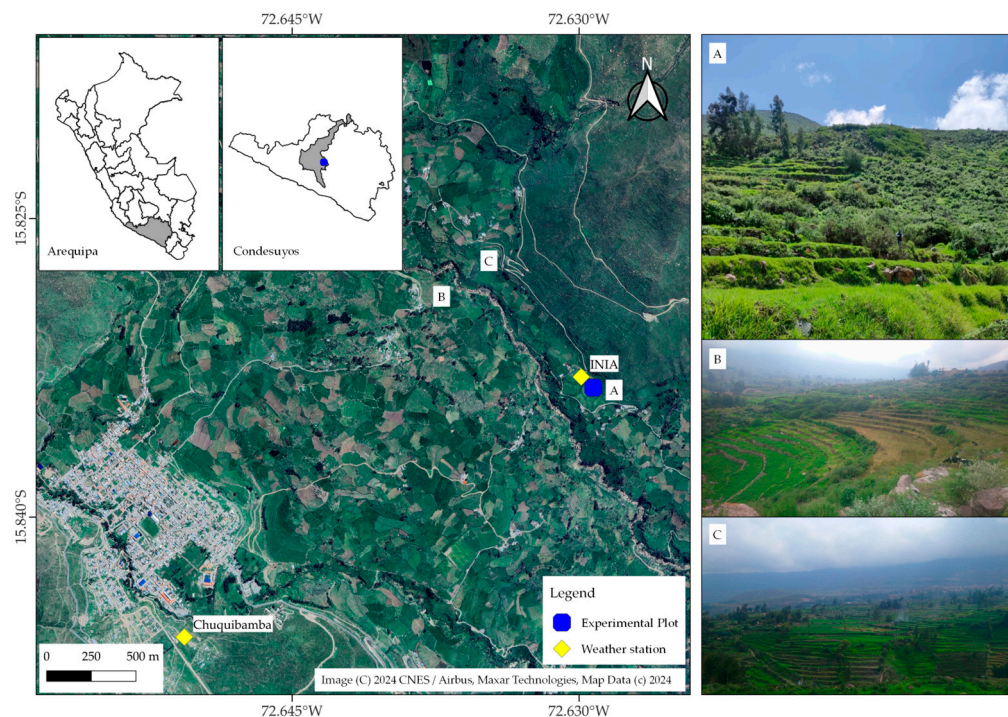 72.645°W 72.630°W
Arequipa
Condesuyos
N
15.825°S
15.840°S
C
B
INIA
A
Chuquibamba
0 250 500 m
Legend
Experimental Plot
Weather station
Image (C) 2024 CNES / Airbus, Maxar Technologies, Map Data (c) 2024
72.645°W 72.630°W
A
B
C